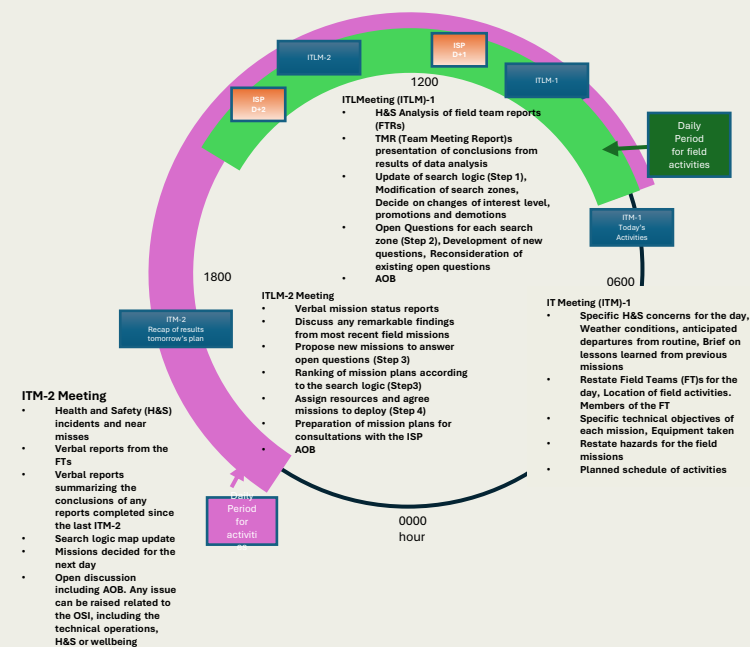 ITLM-2
ISP
D+1
ITLM-1
ISP
D+2
1200
ITLMeeting (ITLM)-1
• H&S Analysis of field team reports
(FTRs)
• TMR (Team Meeting Report)s
presentation of conclusions from
results of data analysis
• Update of search logic (Step 1),
Modification of search zones,
Decide on changes of interest level,
promotions and demotions
• Open Questions for each search
zone (Step 2), Development of new
questions, Reconsideration of
existing open questions
• AOB
Daily
Period
for field
activities
ITM-1
Today's
Activities
0600
1800
ITLM-2 Meeting
• Verbal mission status reports
• Discuss any remarkable findings
from most recent field missions
• Propose new missions to answer
open questions (Step 3)
• Ranking of mission plans according
to the search logic (Step3)
• Assign resources and agree
missions to deploy (Step 4)
• Preparation of mission plans for
consultations with the ISP
• AOB
IT Meeting (ITM)-1
• Specific H&S concerns for the day,
Weather conditions, anticipated
departures from routine, Brief on
lessons learned from previous
missions
• Restate Field Teams (FT)s for the
day, Location of field activities.
Members of the FT
• Specific technical objectives of
each mission, Equipment taken
• Restate hazards for the field
missions
• Planned schedule of activities
ITM-2
Recap of results
tomorrow's plan
ITM-2 Meeting
• Health and Safety (H&S)
incidents and near
misses
• Verbal reports from the
FTs
• Verbal reports
summarizing the
conclusions of any
reports completed since
the last ITM-2
• Search logic map update
• Missions decided for the
next day
• Open discussion
including AOB. Any issue
can be raised related to
the OSI, including the
technical operations,
H&S or wellbeing
Daily
Period
for
activiti
es
0000
hour